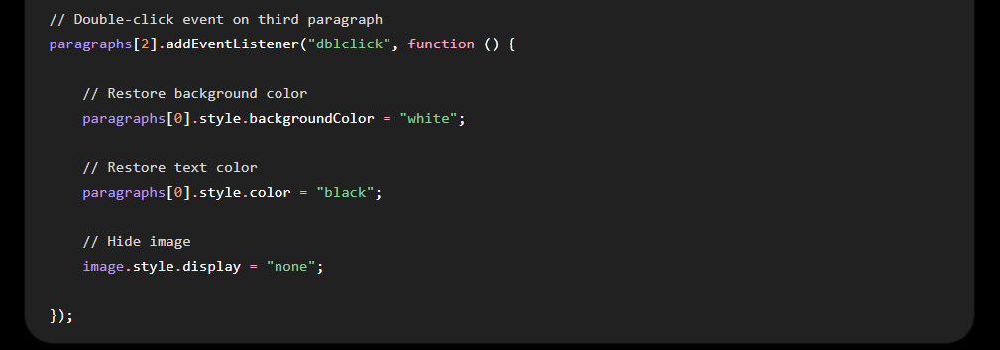 // Double-click event on third paragraph
paragraphs[2].addEventListener("dblclick", function () {
// Restore background color
paragraphs[0].style.backgroundColor = "white";
// Restore text color
paragraphs[0].style.color = "black";
// Hide image
image.style.display = "none";
});